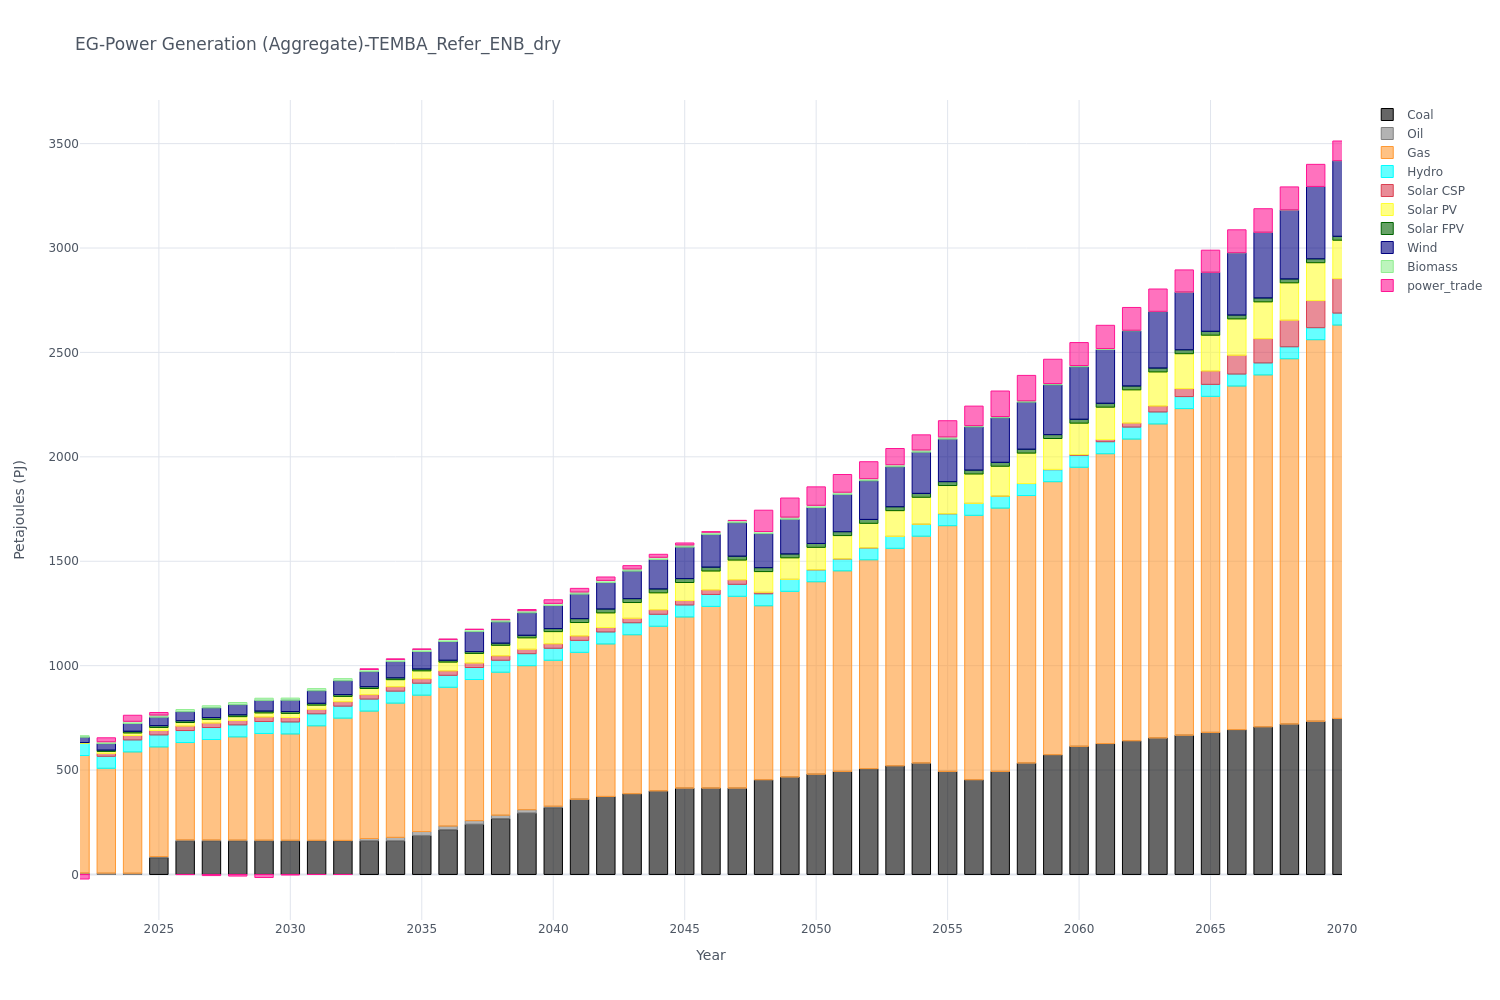 EG-Power Generation (Aggregate)-TEMBA_Refer_ENB_dry
Coal
Oil
Gas
Hydro
Solar CSP
Solar PV
Solar FPV
Wind
Biomass
power_trade
Petajoules (PJ)
3500
3000
2500
2000
1500
1000
500
0
2025
2030
2035
2040
2045
2050
2055
2060
2065
2070
Year